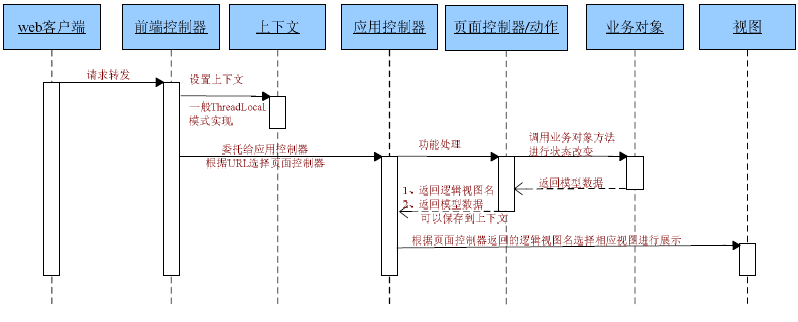 web客户端
前端控制器
上下文
应用控制器
页面控制器/动作
业务对象
视图
请求转发
设置上下文
一般ThreadLocal
模式实现
委托给应用控制器
根据URL选择页面控制器
功能处理
调用业务对象方法
进行状态改变
返回模型数据
1、返回逻辑视图名
2、返回模型数据
可以保存到上下文
根据页面控制器返回的逻辑视图名选择相应视图进行展示